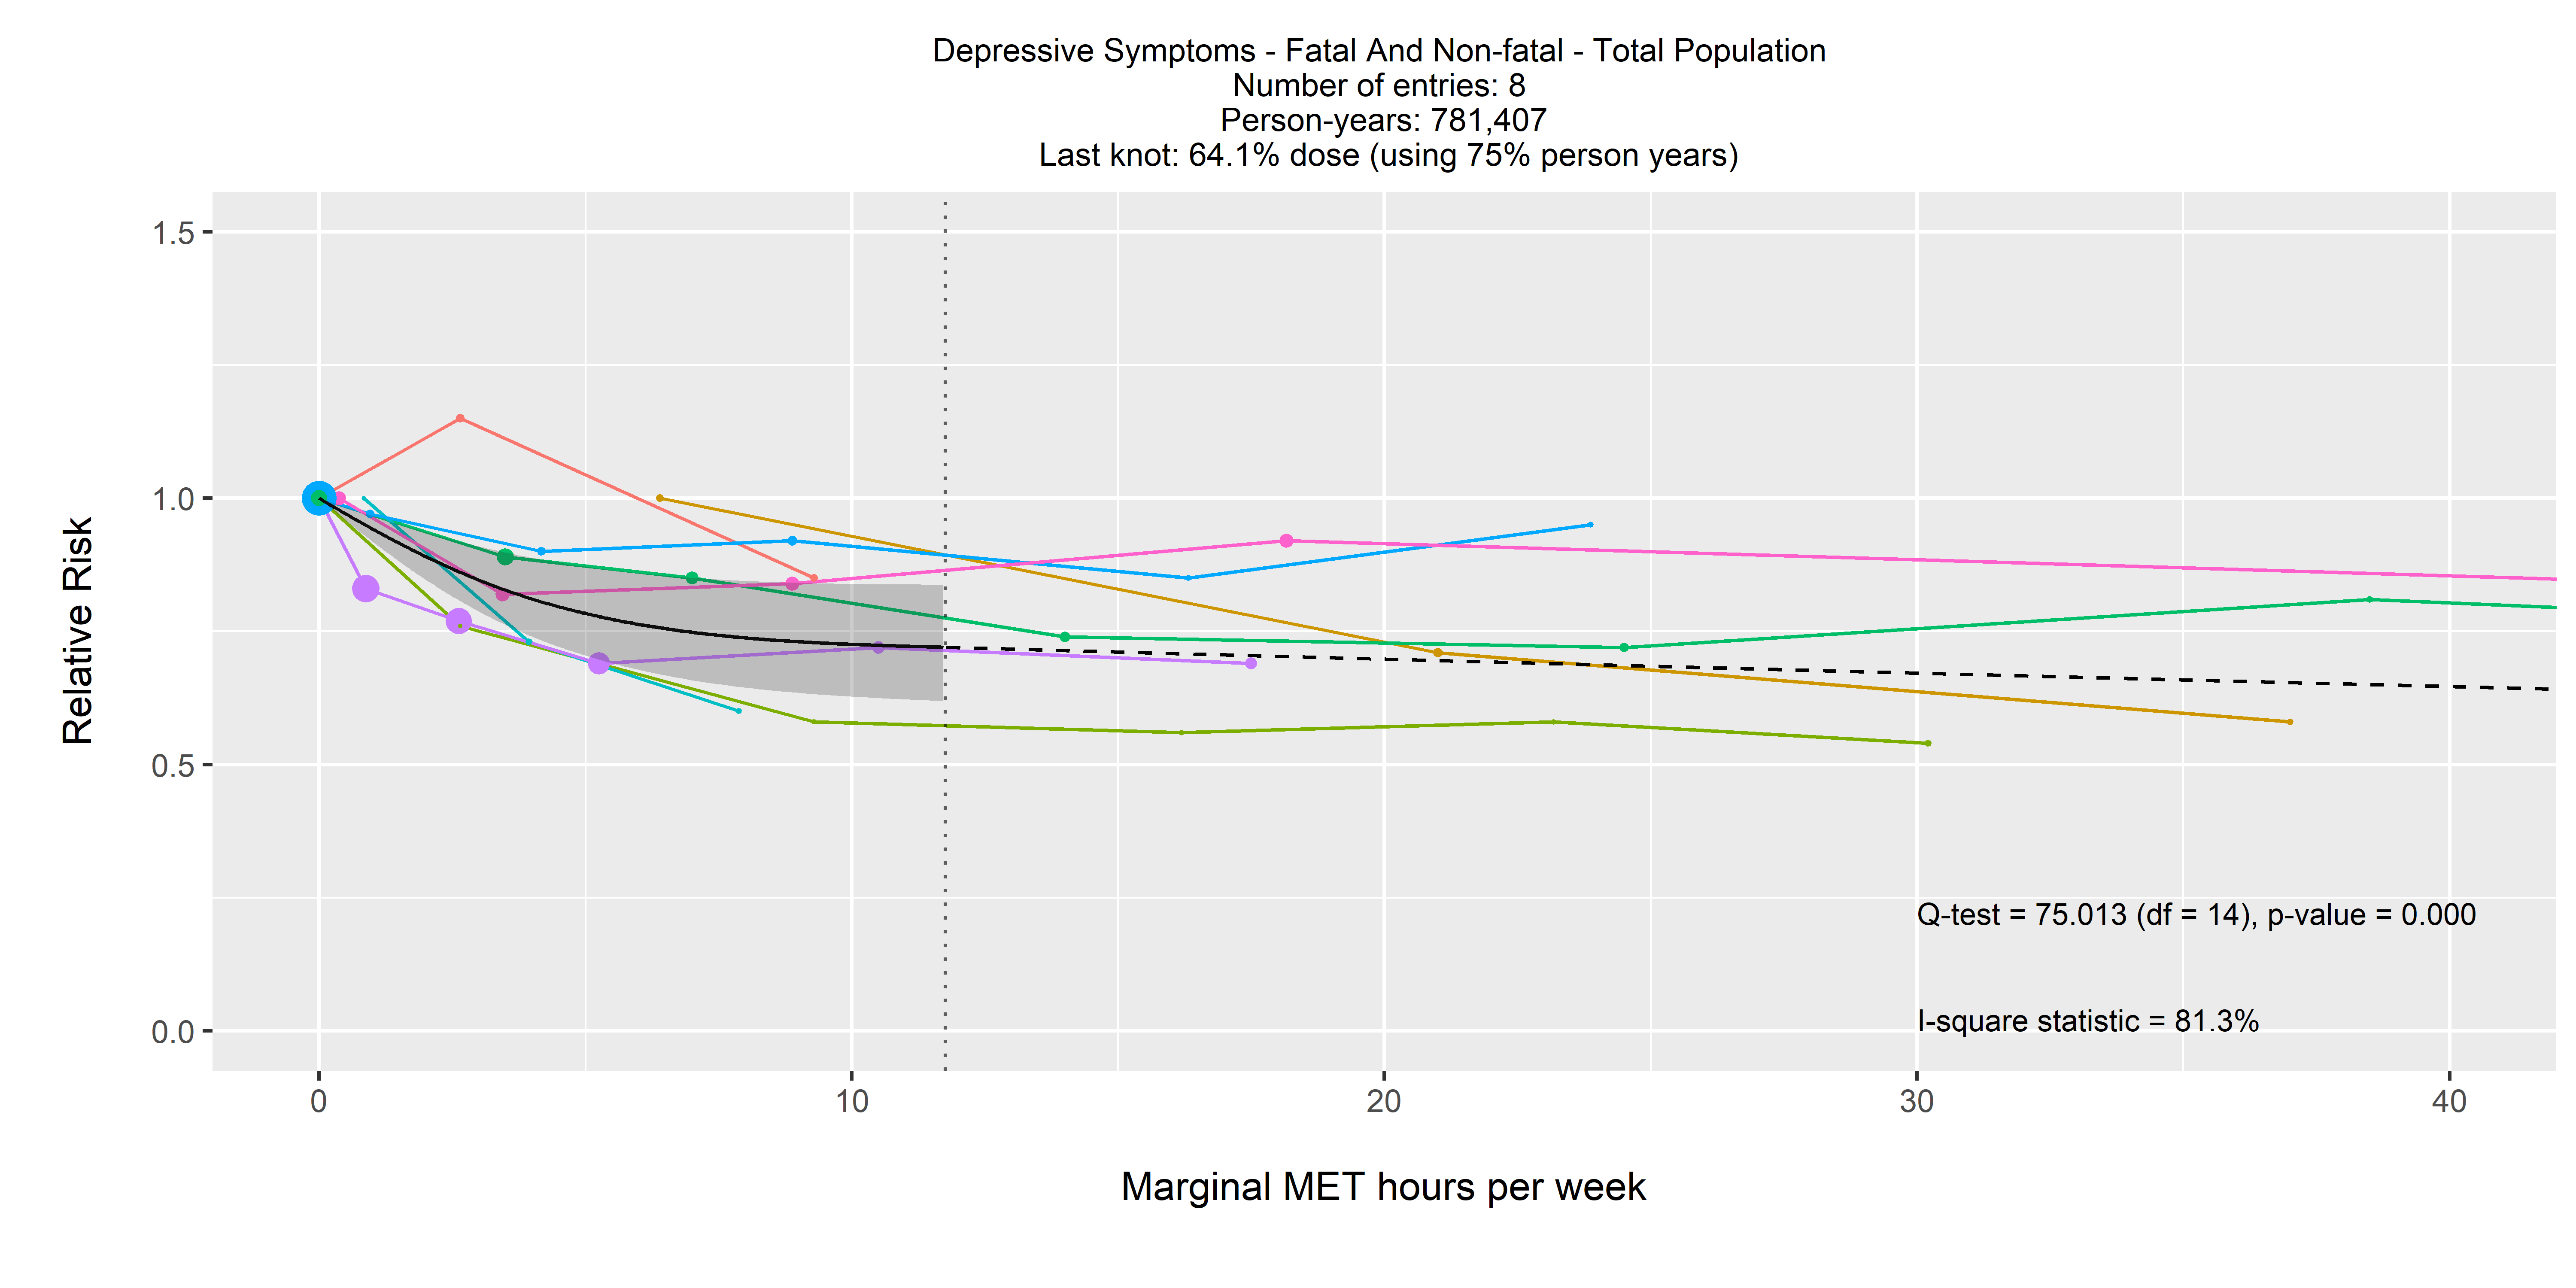 Depressive Symptoms - Fatal And Non-fatal - Total Population
Number of entries: 8
Person-years: 781,407
Last knot: 64.1% dose (using 75% person years)
1.5
1.0
0.5
0.0
Relative Risk
Q-test = 75.013 (df = 14), p-value = 0.000
I-square statistic = 81.3%
0 10 20 30 40
Marginal MET hours per week